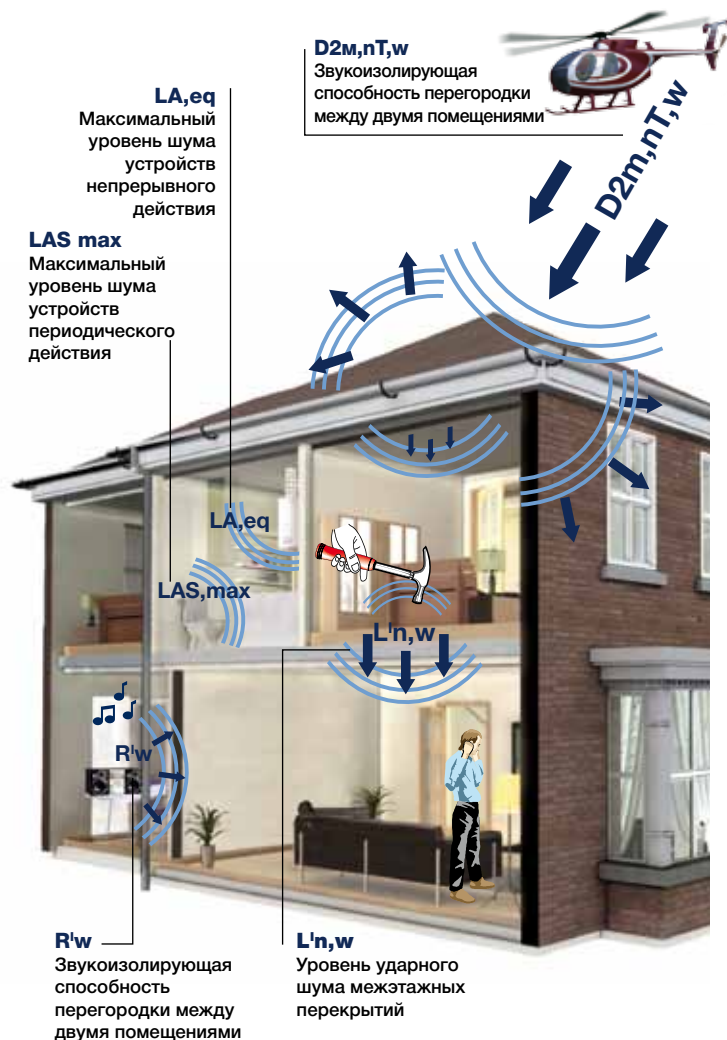 D2м,nT,w
Звукоизолирующая
способность перегородки
между двумя помещениями
D2m,nT,w
LA,eq
Максимальный
уровень шума
устройств
непрерывного
действия
LAS max
Максимальный
уровень шума
устройств
периодического
действия
LA,eq
LAS,max
L'n,w
R'w
R'w
Звукоизолирующая
способность
перегородки между
двумя помещениями
L'n,w
Уровень ударного
шума межэтажных
перекрытий